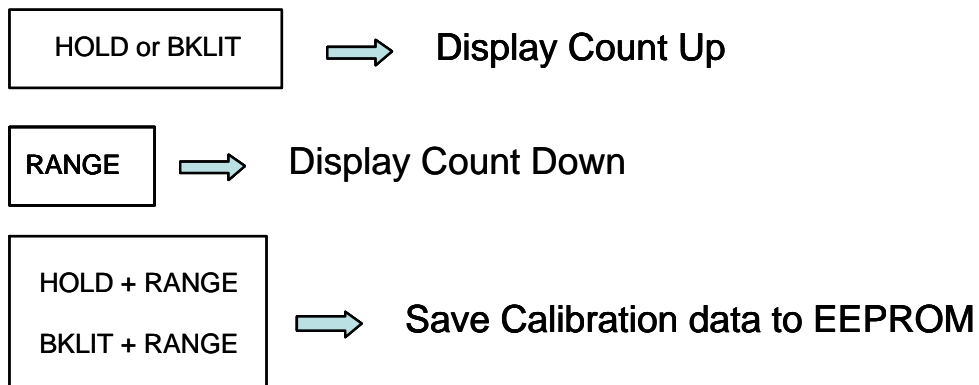 HOLD or BKLIT
Display Count Up
RANGE
Display Count Down
HOLD + RANGE
BKLIT + RANGE
Save Calibration data to EEPROM